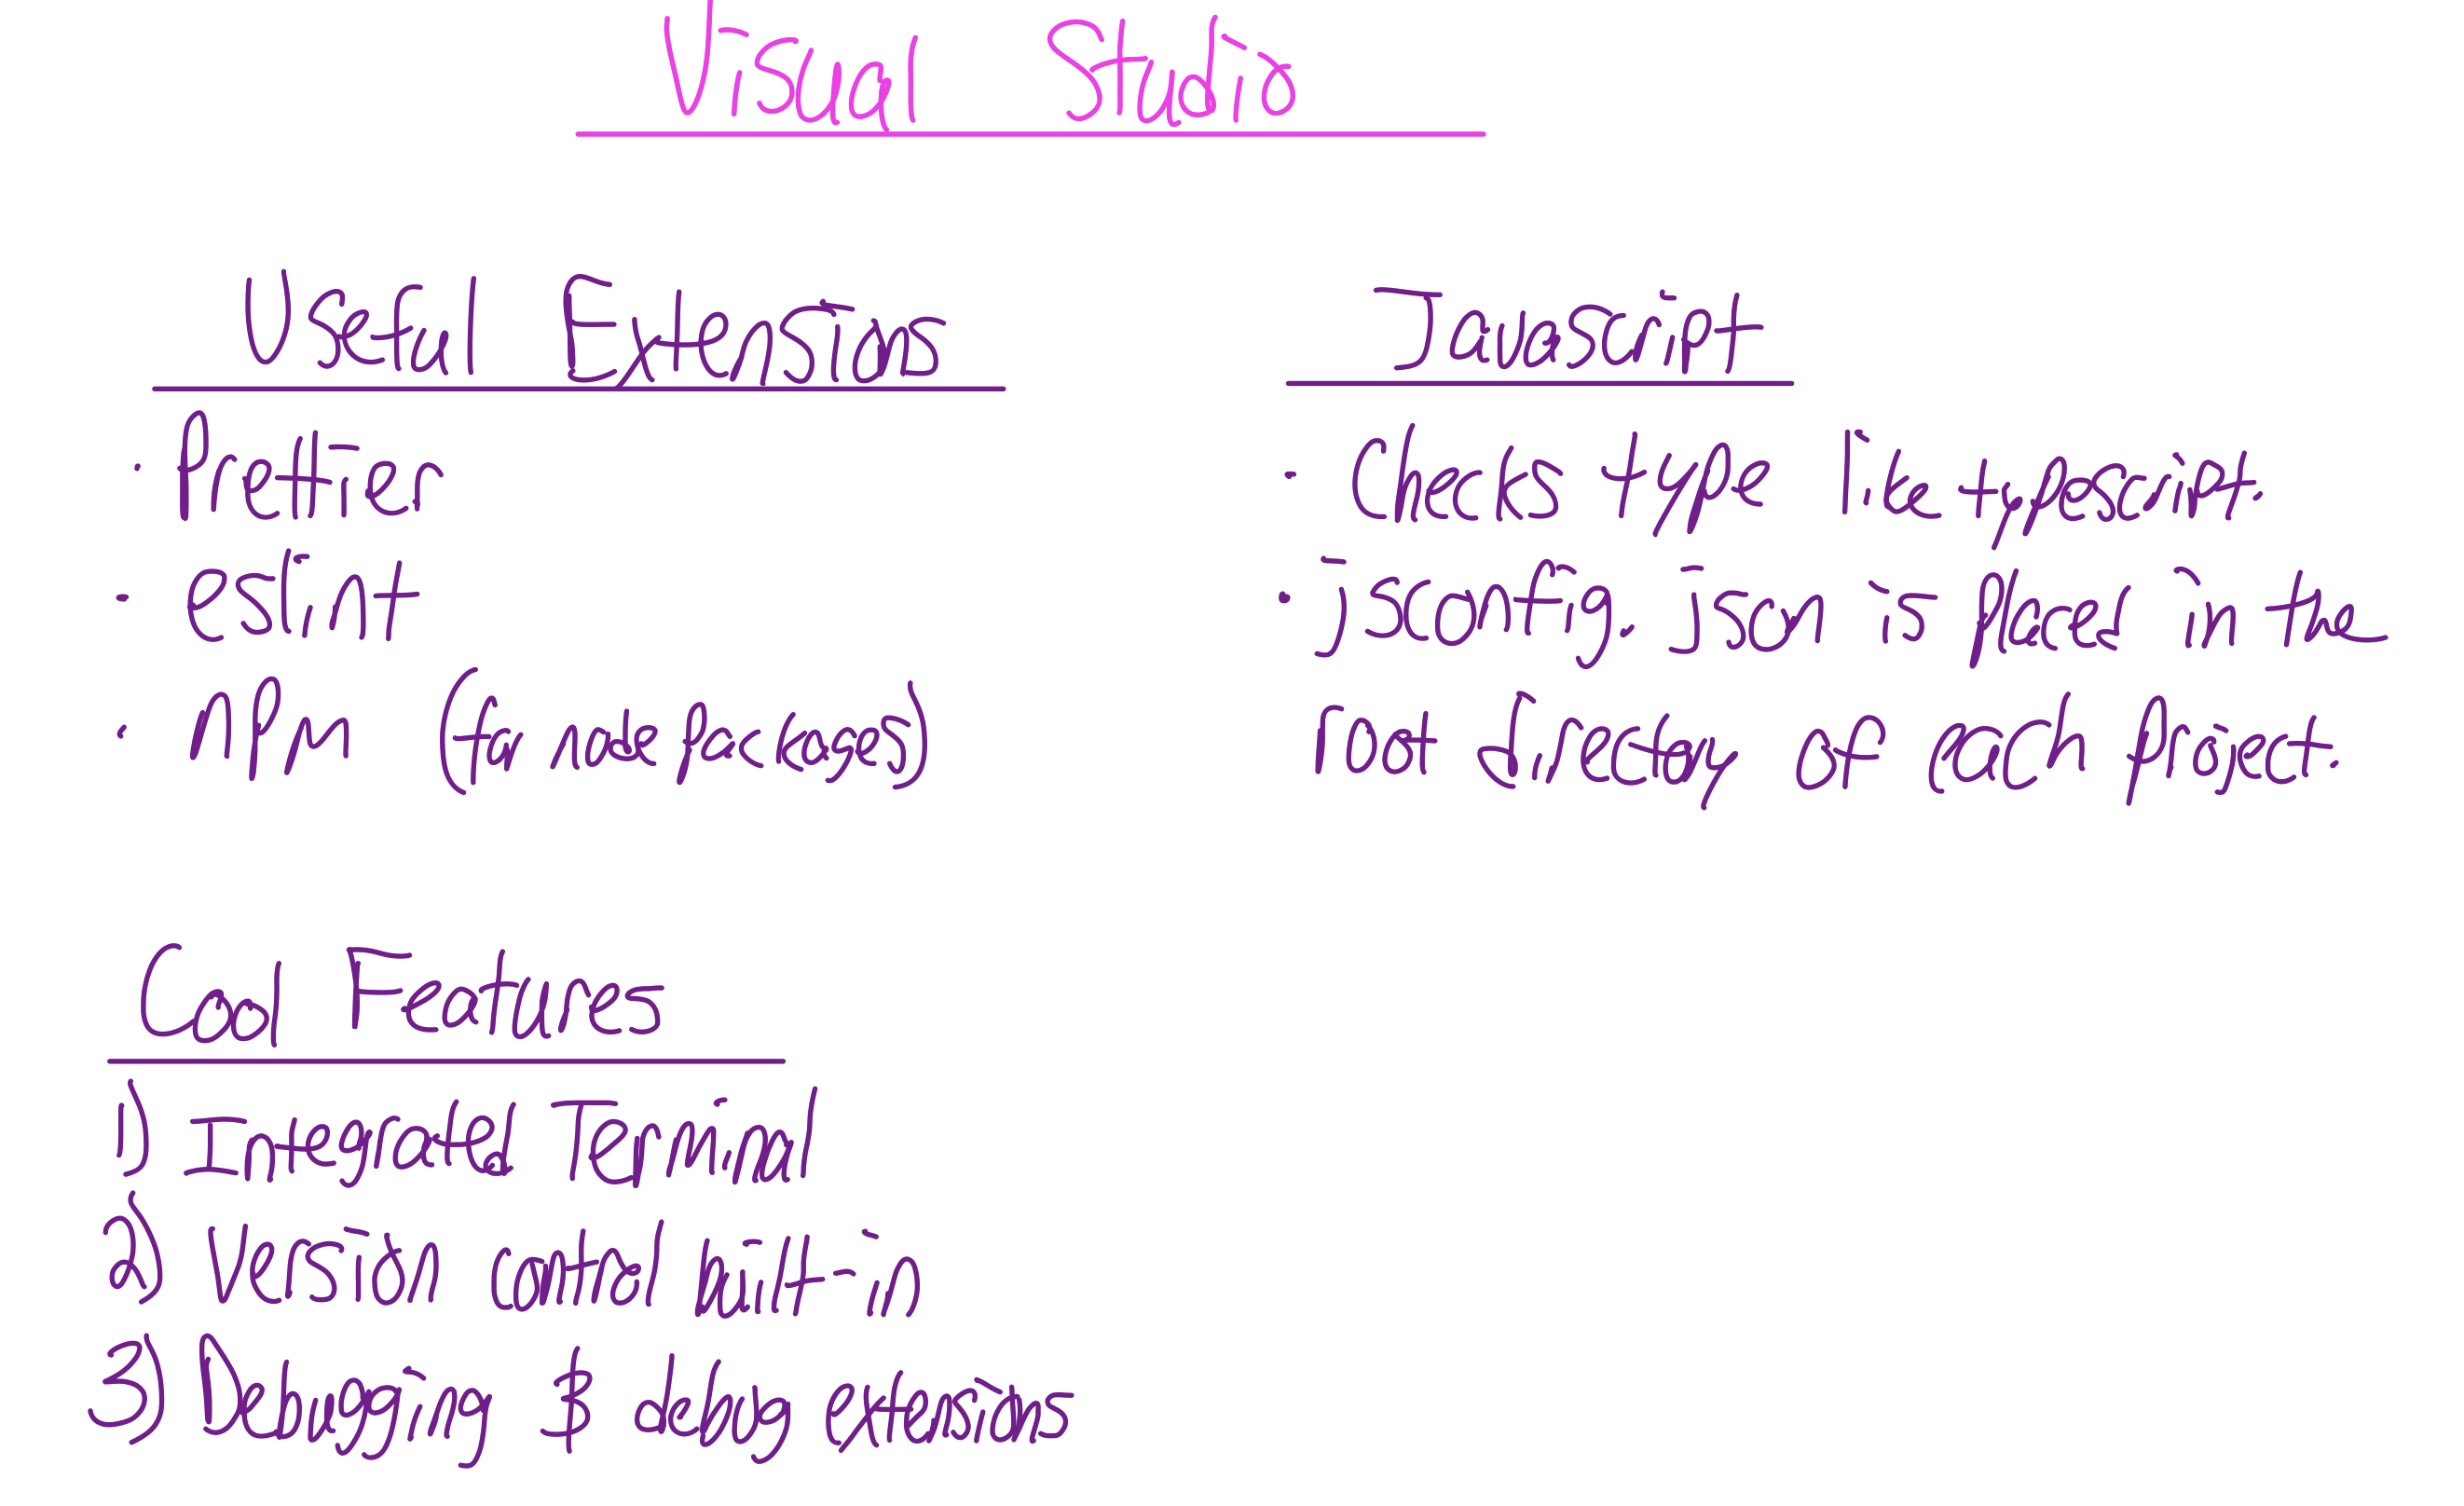 Visual Studio
Useful Extensions
· Prettier
· eslint
· npm (for node packages)
Cool Features
1) Integrated Terminal
2) Version control built-in
3) Debugging & debug extensions
Javascript
· Checks type like typescript.
· jsconfig.json is placed in the
root directory of each project.